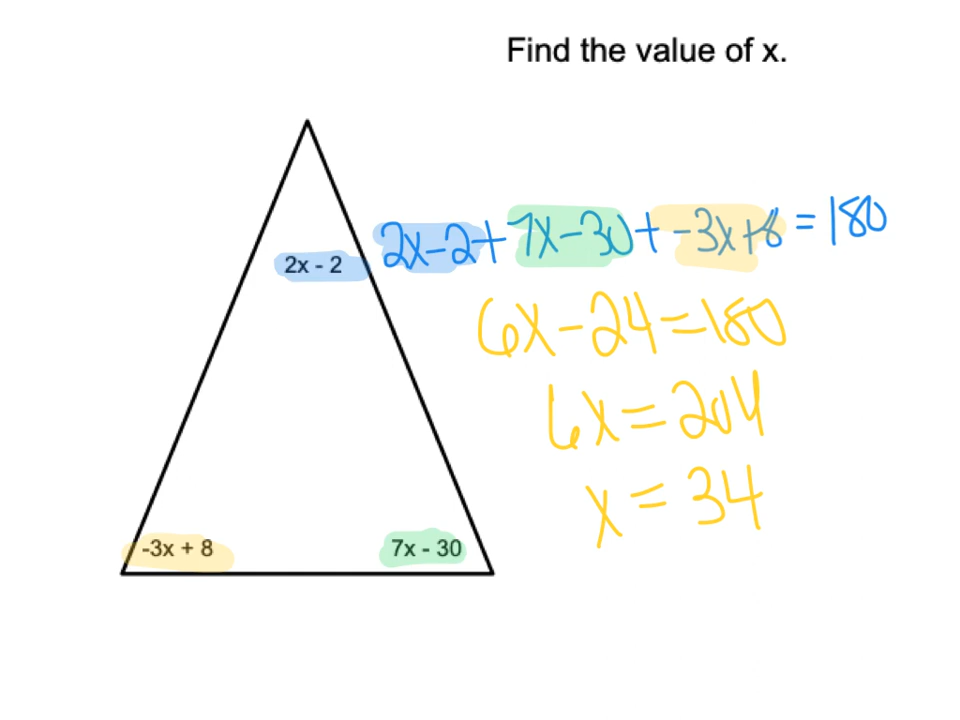 Find the value of x.
2x - 2
2x-2+7x-30+-3x+8=180
6x-24=180
6x=204
x=34
-3x + 8
7x - 30